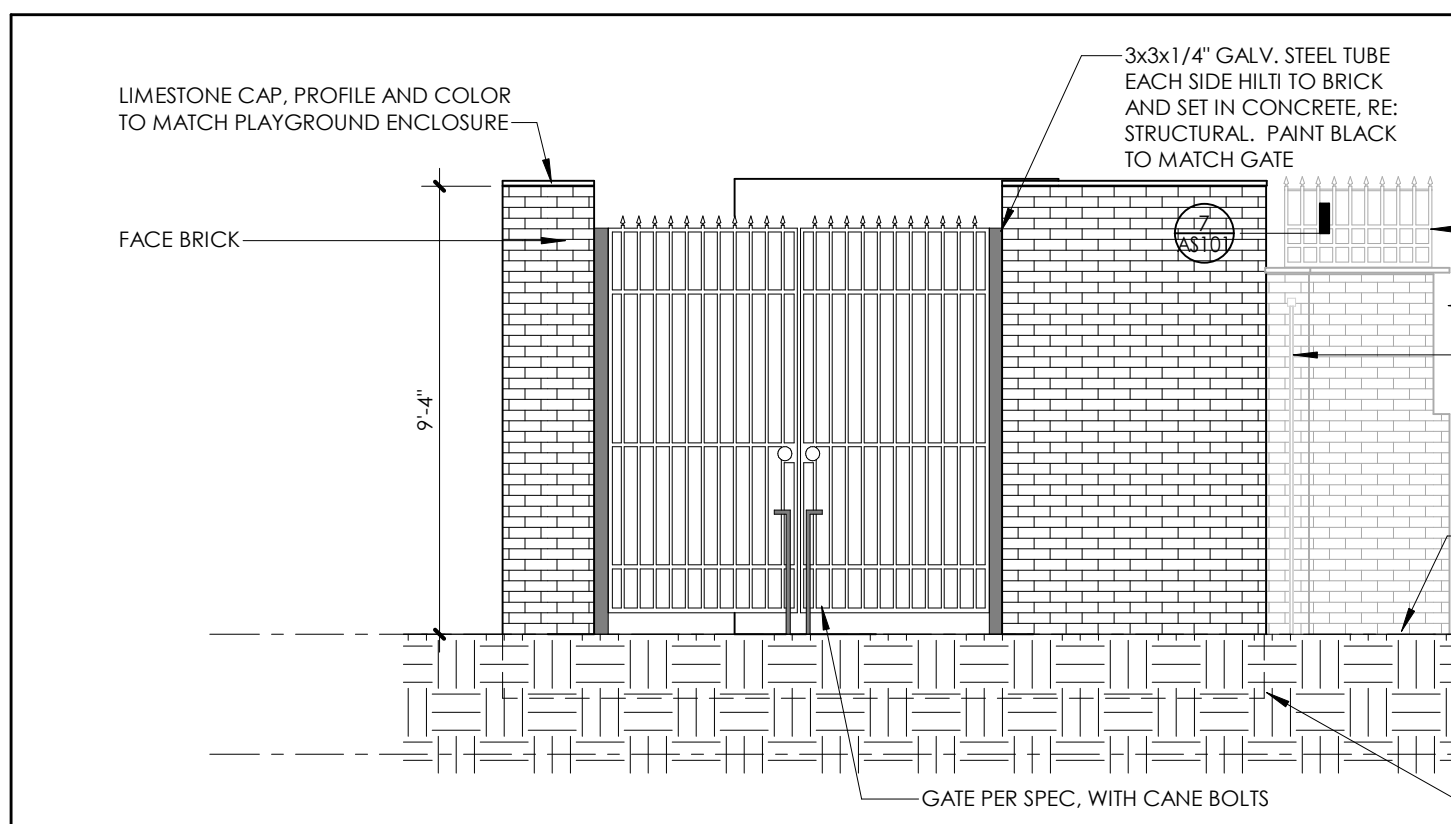 LIMESTONE CAP, PROFILE AND COLOR
TO MATCH PLAYGROUND ENCLOSURE
3x3x1/4" GALV. STEEL TUBE
EACH SIDE HILTI TO BRICK
AND SET IN CONCRETE, RE:
STRUCTURAL. PAINT BLACK
TO MATCH GATE
FACE BRICK
17
AS101
9'-4"
GATE PER SPEC, WITH CANE BOLTS